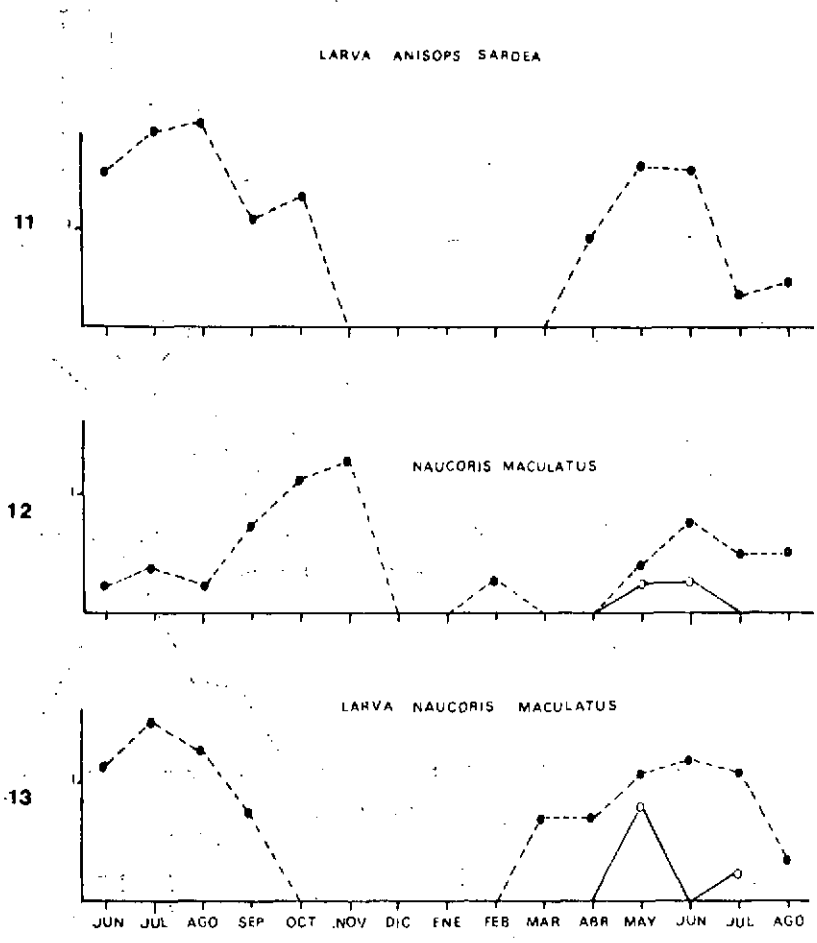 LARVA ANISOPS SARDEA
11
1
NAUCORIS MACULATUS
12
1
LARVA NAUCORIS MACULATUS
13
1
JUN JUL AGO SEP OCT NOV DIC ENE FEB MAR ABR MAY JUN JUL AGO